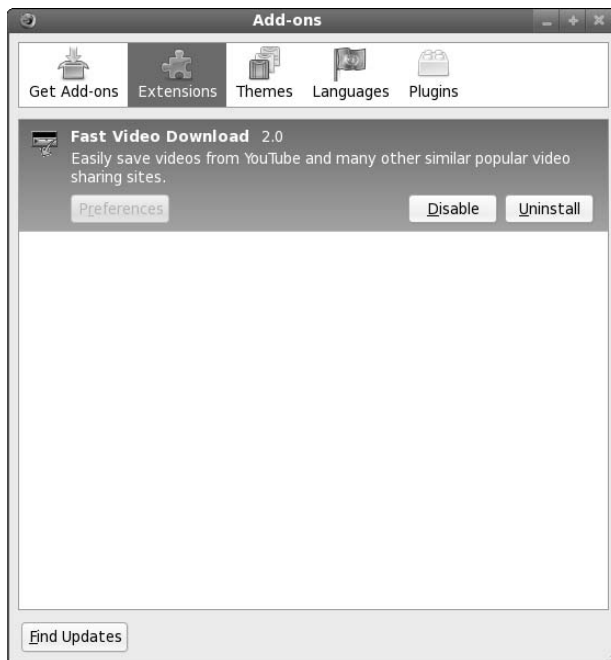 Add-ons
Get Add-ons Extensions Themes Languages Plugins
Fast Video Download 2.0
Easily save videos from YouTube and many other similar popular video
sharing sites.
Preferences Disable Uninstall
Find Updates